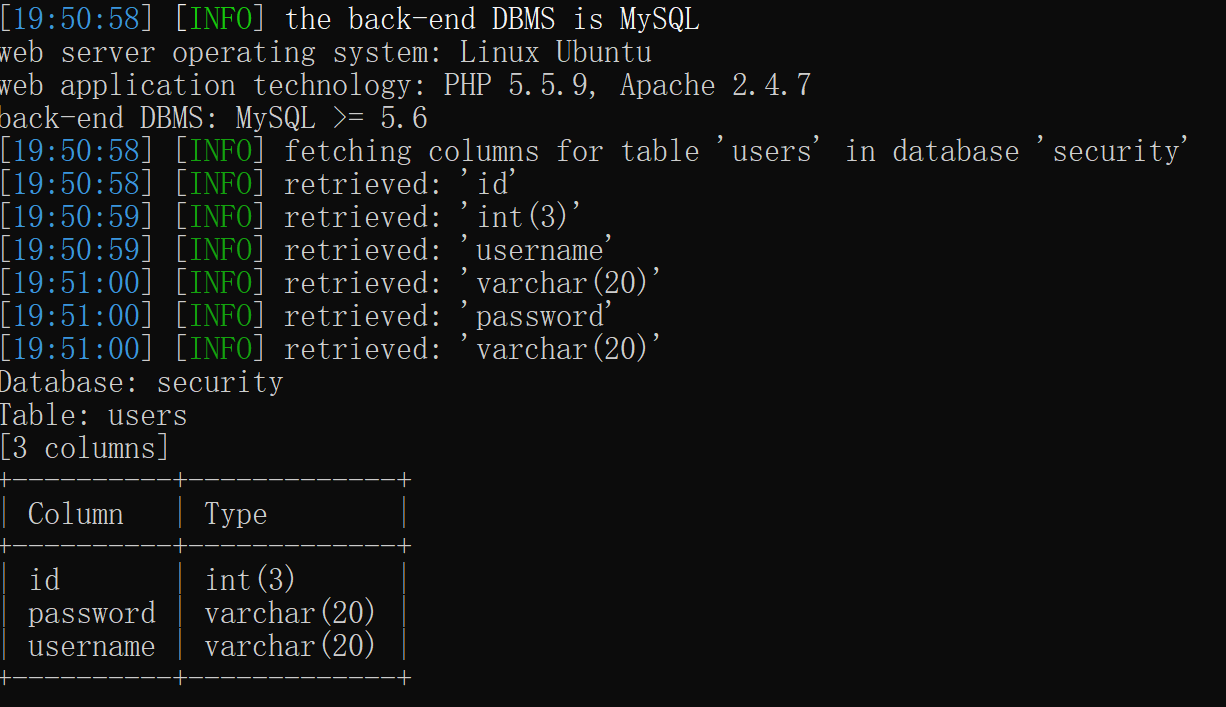 [19:50:58] [INFO] the back-end DBMS is MySQL
web server operating system: Linux Ubuntu
web application technology: PHP 5.5.9, Apache 2.4.7
back-end DBMS: MySQL >= 5.6
[19:50:58] [INFO] fetching columns for table 'users' in database 'security'
[19:50:58] [INFO] retrieved: 'id'
[19:50:59] [INFO] retrieved: 'int(3)'
[19:50:59] [INFO] retrieved: 'username'
[19:51:00] [INFO] retrieved: 'varchar(20)'
[19:51:00] [INFO] retrieved: 'password'
[19:51:00] [INFO] retrieved: 'varchar(20)'
Database: security
Table: users
[3 columns]
+----------+-------------+
| Column   | Type        |
+----------+-------------+
| id       | int(3)      |
| password | varchar(20) |
| username | varchar(20) |
+----------+-------------+